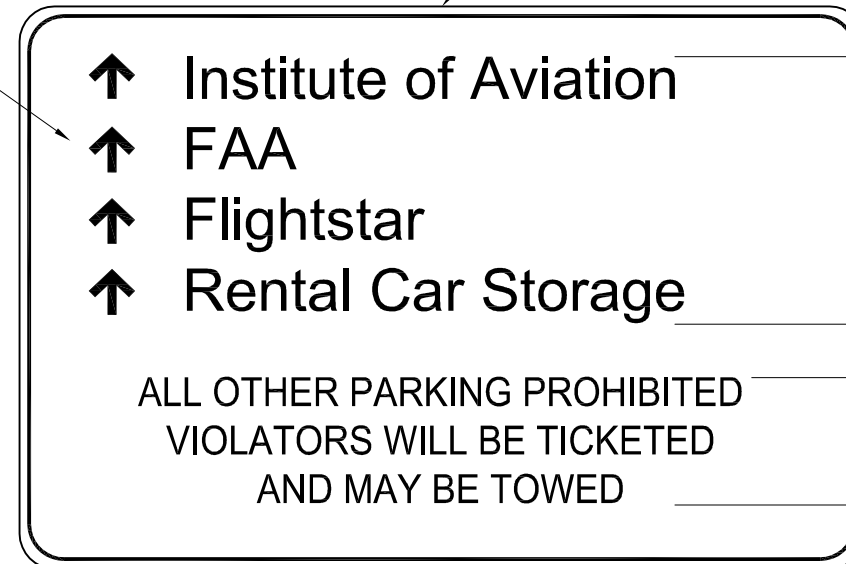 ↑ Institute of Aviation
↑ FAA
↑ Flightstar
↑ Rental Car Storage
ALL OTHER PARKING PROHIBITED
VIOLATORS WILL BE TICKETED
AND MAY BE TOWED